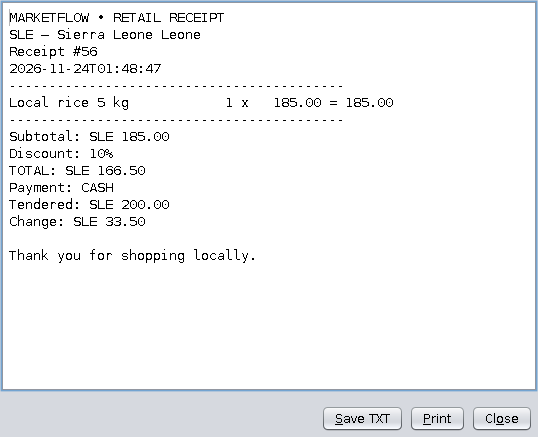 MARKETFLOW • RETAIL RECEIPT
SLE — Sierra Leone Leone
Receipt #56
2026-11-24T01:48:47
---------------------------------------
Local rice 5 kg            1 x   185.00 = 185.00
---------------------------------------
Subtotal: SLE 185.00
Discount: 10%
TOTAL: SLE 166.50
Payment: CASH
Tendered: SLE 200.00
Change: SLE 33.50
Thank you for shopping locally.
Save TXT Print Close